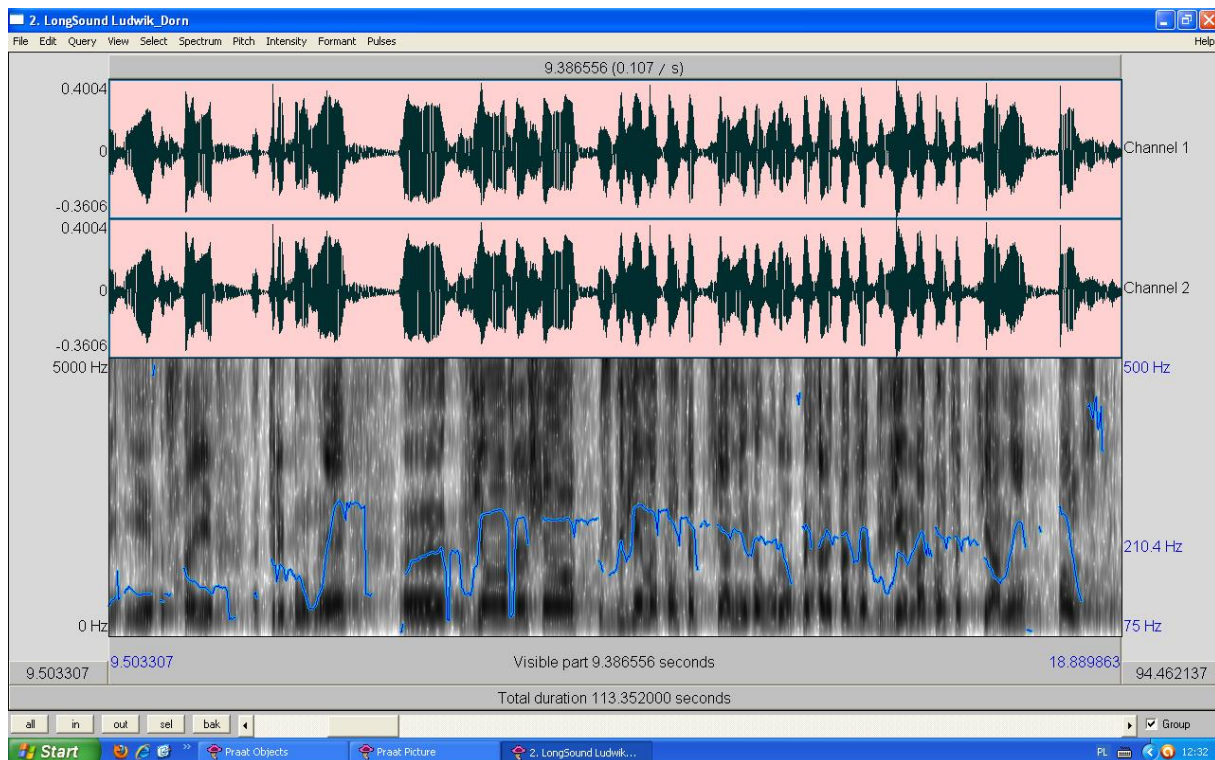 2. LongSound Ludwik_Dorn
File Edit Query View Select Spectrum Pitch Intensity Formant Pulses Help
9.386556 (0.107 / s)
0.4004
0
-0.3606
Channel 1
0.4004
0
-0.3606
Channel 2
5000 Hz
500 Hz
210.4 Hz
0 Hz
75 Hz
9.503307
9.503307
Visible part 9.386556 seconds
18.889863
94.462137
Total duration 113.352000 seconds
all in out sel bak Group
Start Praat Objects Praat Picture 2. LongSound Ludwik... PL 12:32